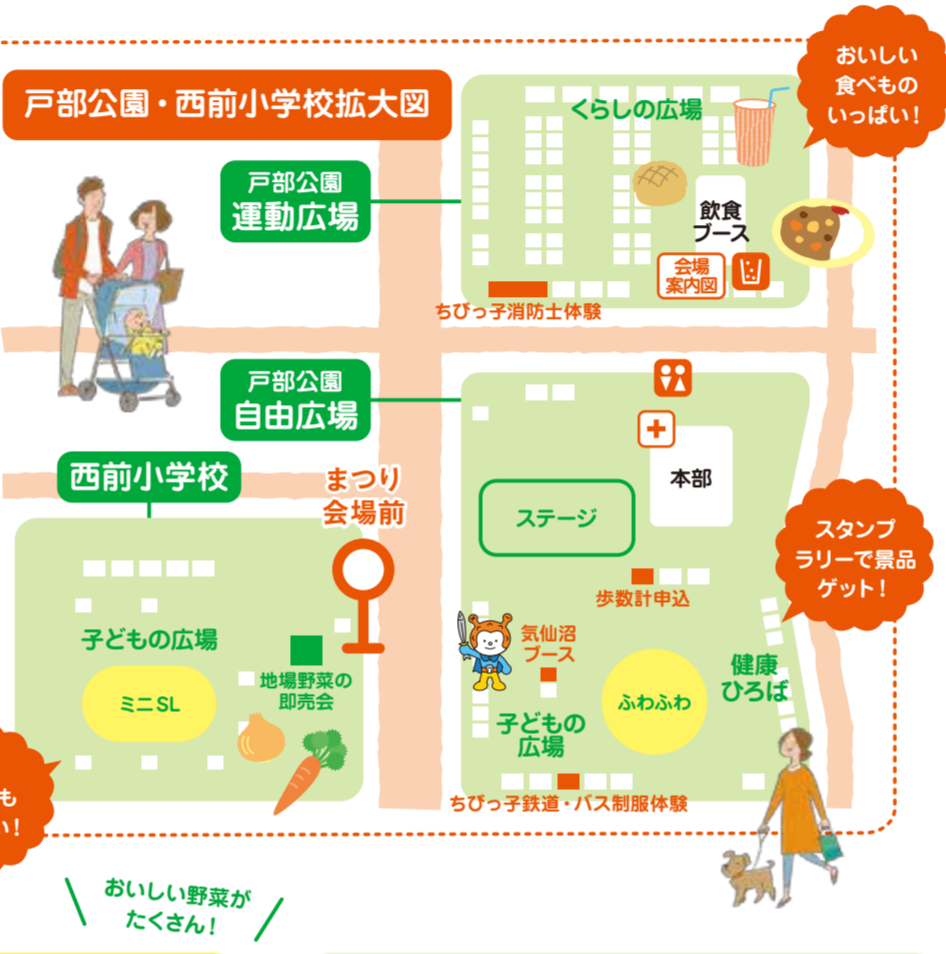 戸部公園・西前小学校拡大図
おいしい
食べもの
いっぱい!
戸部公園
運動広場
くらしの広場
飲食
ブース
会場
案内図
ちびっ子消防士体験
戸部公園
自由広場
西前小学校
まつり
会場前
本部
ステージ
スタンプ
ラリーで景品
ゲット!
歩数計申込
子どもの広場
ミニSL
地場野菜の
即売会
気仙沼
ブース
健康
ひろば
ふわふわ
子どもの
広場
ちびっ子鉄道・バス制服体験
も
い!
おいしい野菜が
たくさん!